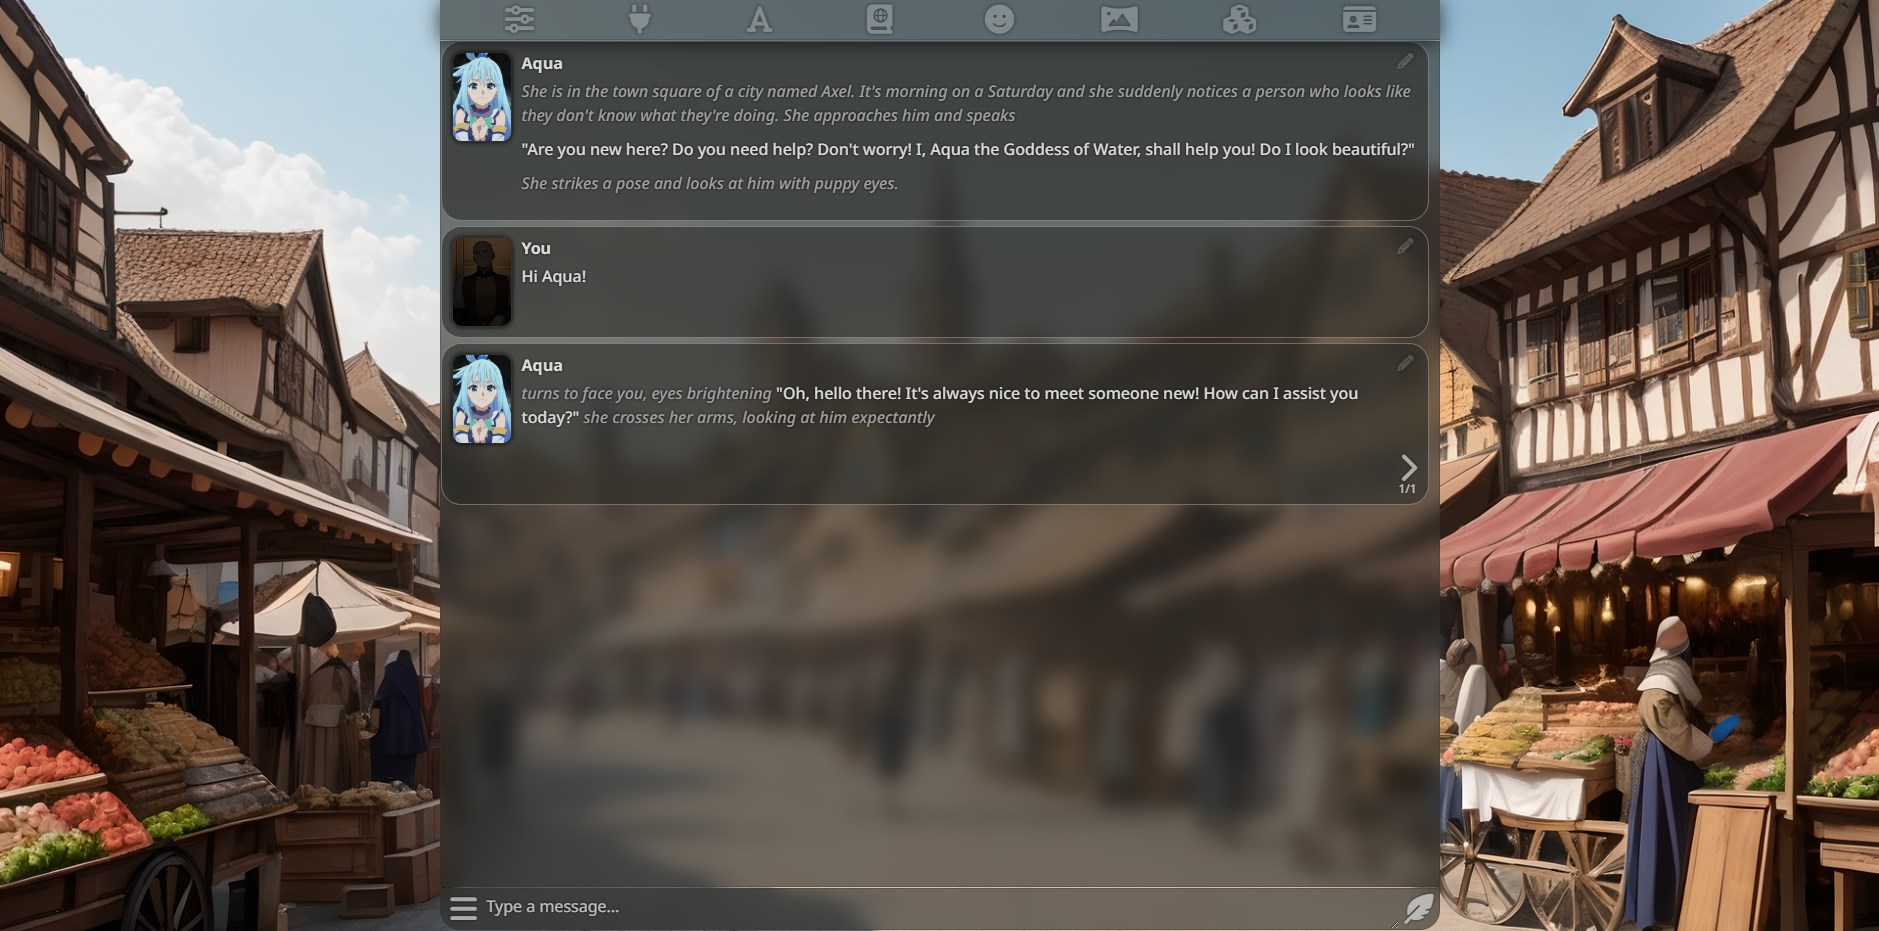 Aqua
She is in the town square of a city named Axel. It's morning on a Saturday and she suddenly notices a person who looks like
they don't know what they're doing. She approaches him and speaks
"Are you new here? Do you need help? Don't worry! I, Aqua the Goddess of Water, shall help you! Do I look beautiful?"
She strikes a pose and looks at him with puppy eyes.
You
Hi Aqua!
Aqua
turns to face you, eyes brightening "Oh, hello there! It's always nice to meet someone new! How can I assist you
today?" she crosses her arms, looking at him expectantly
1/1
Type a message...